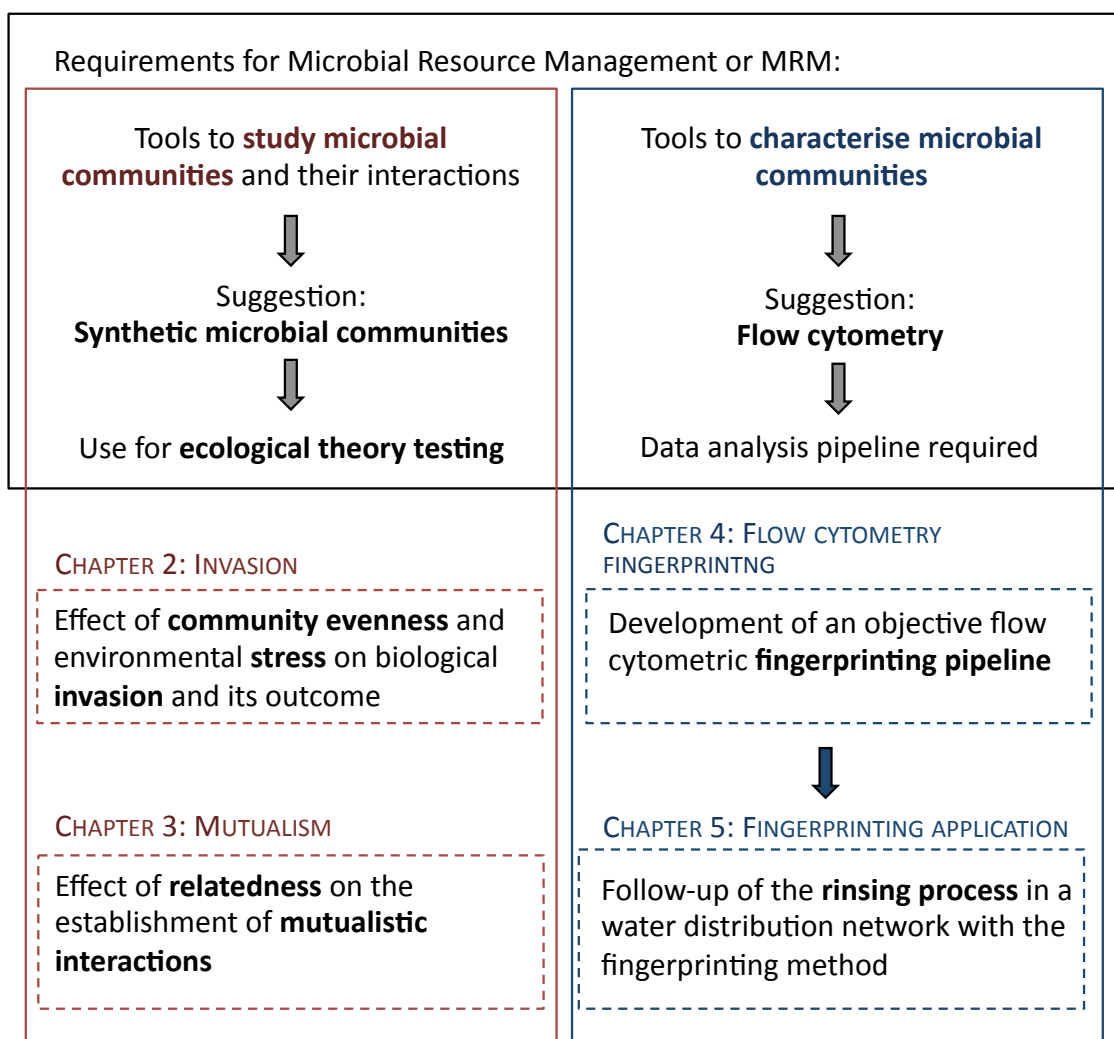 Requirements for Microbial Resource Management or MRM:
Tools to study microbial
communities and their interactions
Suggestion:
Synthetic microbial communities
Use for ecological theory testing
Tools to characterise microbial
communities
Suggestion:
Flow cytometry
Data analysis pipeline required
CHAPTER 2: INVASION
Effect of community evenness and
environmental stress on biological
invasion and its outcome
CHAPTER 3: MUTUALISM
Effect of relatedness on the
establishment of mutualistic
interactions
CHAPTER 4: FLOW CYTOMETRY
FINGERPRINTNG
Development of an objective flow
cytometric fingerprinting pipeline
CHAPTER 5: FINGERPRINTING APPLICATION
Follow-up of the rinsing process in a
water distribution network with the
fingerprinting method